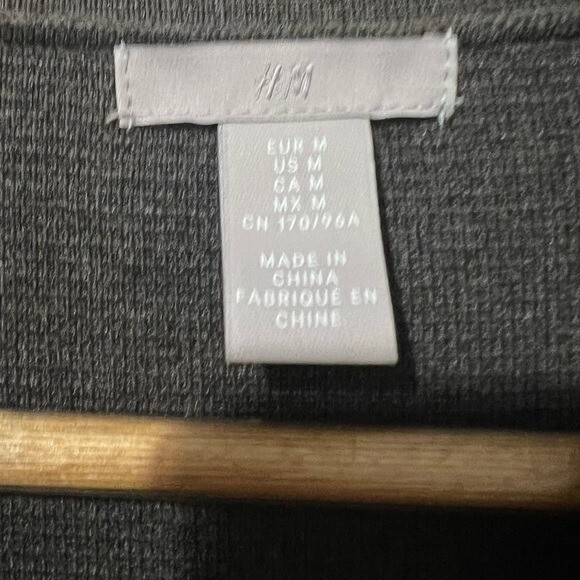 H&M
EUR M
US M
CA M
MX M
CN 170/96A
MADE IN
CHINA
FABRIQUÉ EN
CHINE